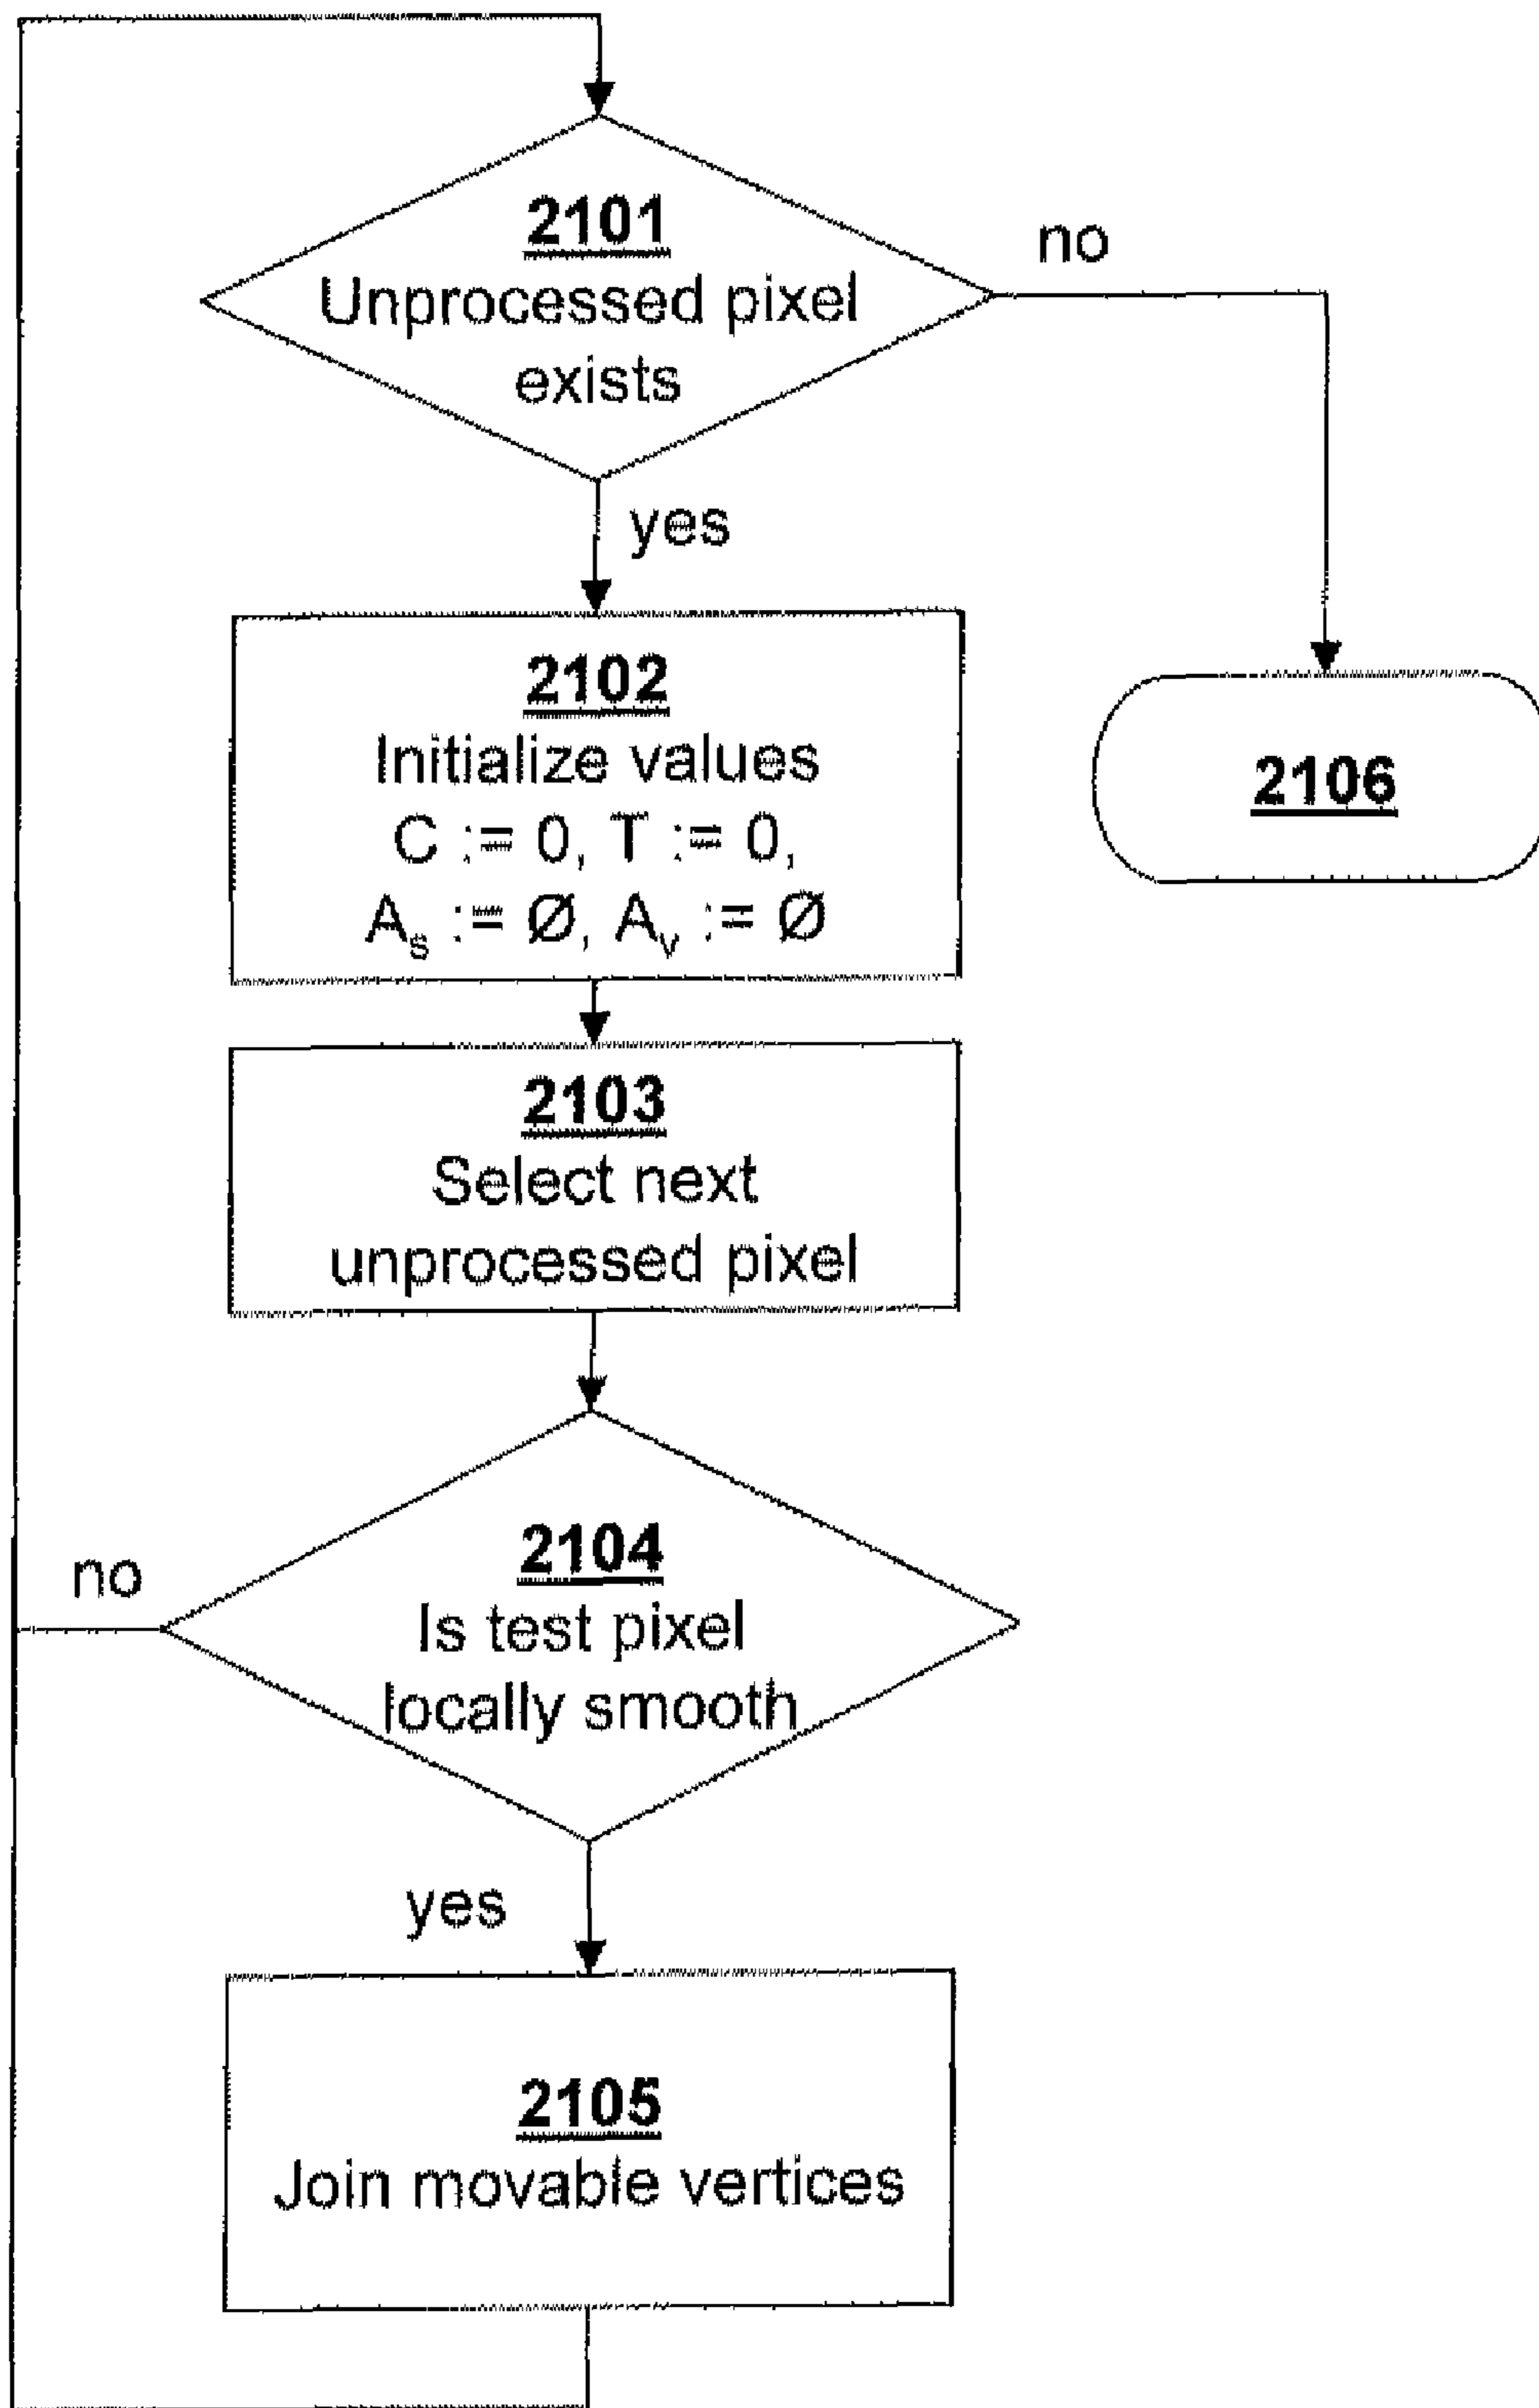 2101
Unprocessed pixel
exists
no
yes
2102
Initialize values
C := 0, T := 0,
Aₛ := Ø, Aᵥ := Ø
2106
2103
Select next
unprocessed pixel
2104
Is test pixel
locally smooth
no
yes
2105
Join movable vertices